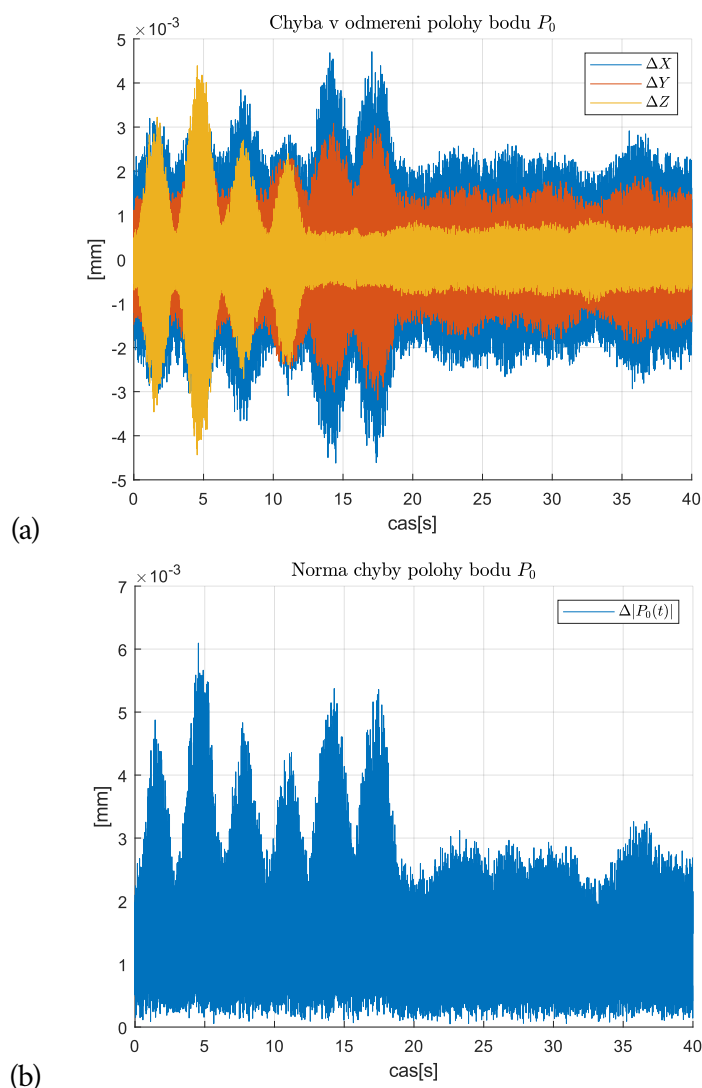 Chyba v odmereni polohy bodu P₀
×10⁻³
5
4
3
2
1
0
-1
-2
-3
-4
-5
[mm]
ΔX
ΔY
ΔZ
0 5 10 15 20 25 30 35 40
cas[s]
(a)
Norma chyby polohy bodu P₀
×10⁻³
7
6
5
4
3
2
1
0
[mm]
Δ|P₀(t)|
0 5 10 15 20 25 30 35 40
cas[s]
(b)